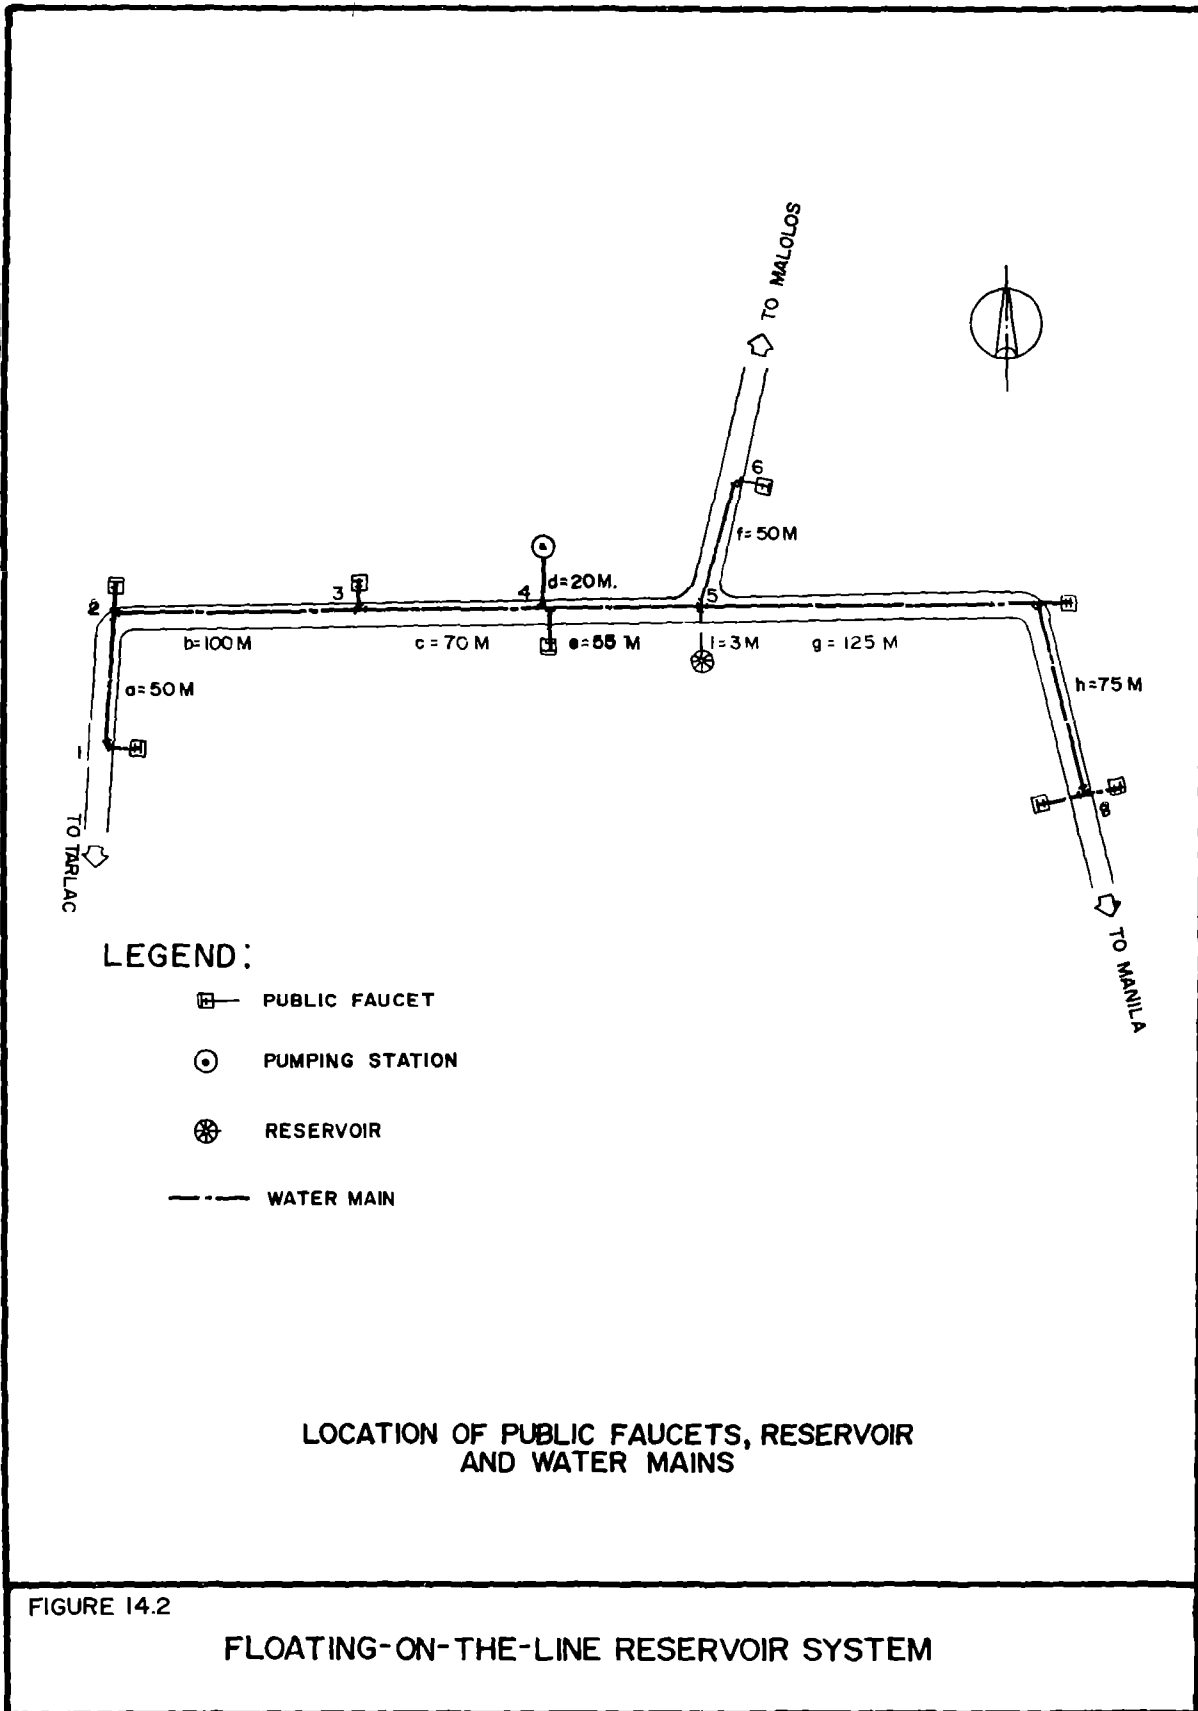 TO MALOLOS
6
f=50M
2
3
4
d=20M.
5
b=100M
c=70M
e=55M
i=3M
g=125M
a=50M
h=75M
1
8
TO TARLAC
TO MANILA
LEGEND:
PUBLIC FAUCET
PUMPING STATION
RESERVOIR
WATER MAIN
LOCATION OF PUBLIC FAUCETS, RESERVOIR
AND WATER MAINS
FIGURE 14.2
FLOATING-ON-THE-LINE RESERVOIR SYSTEM